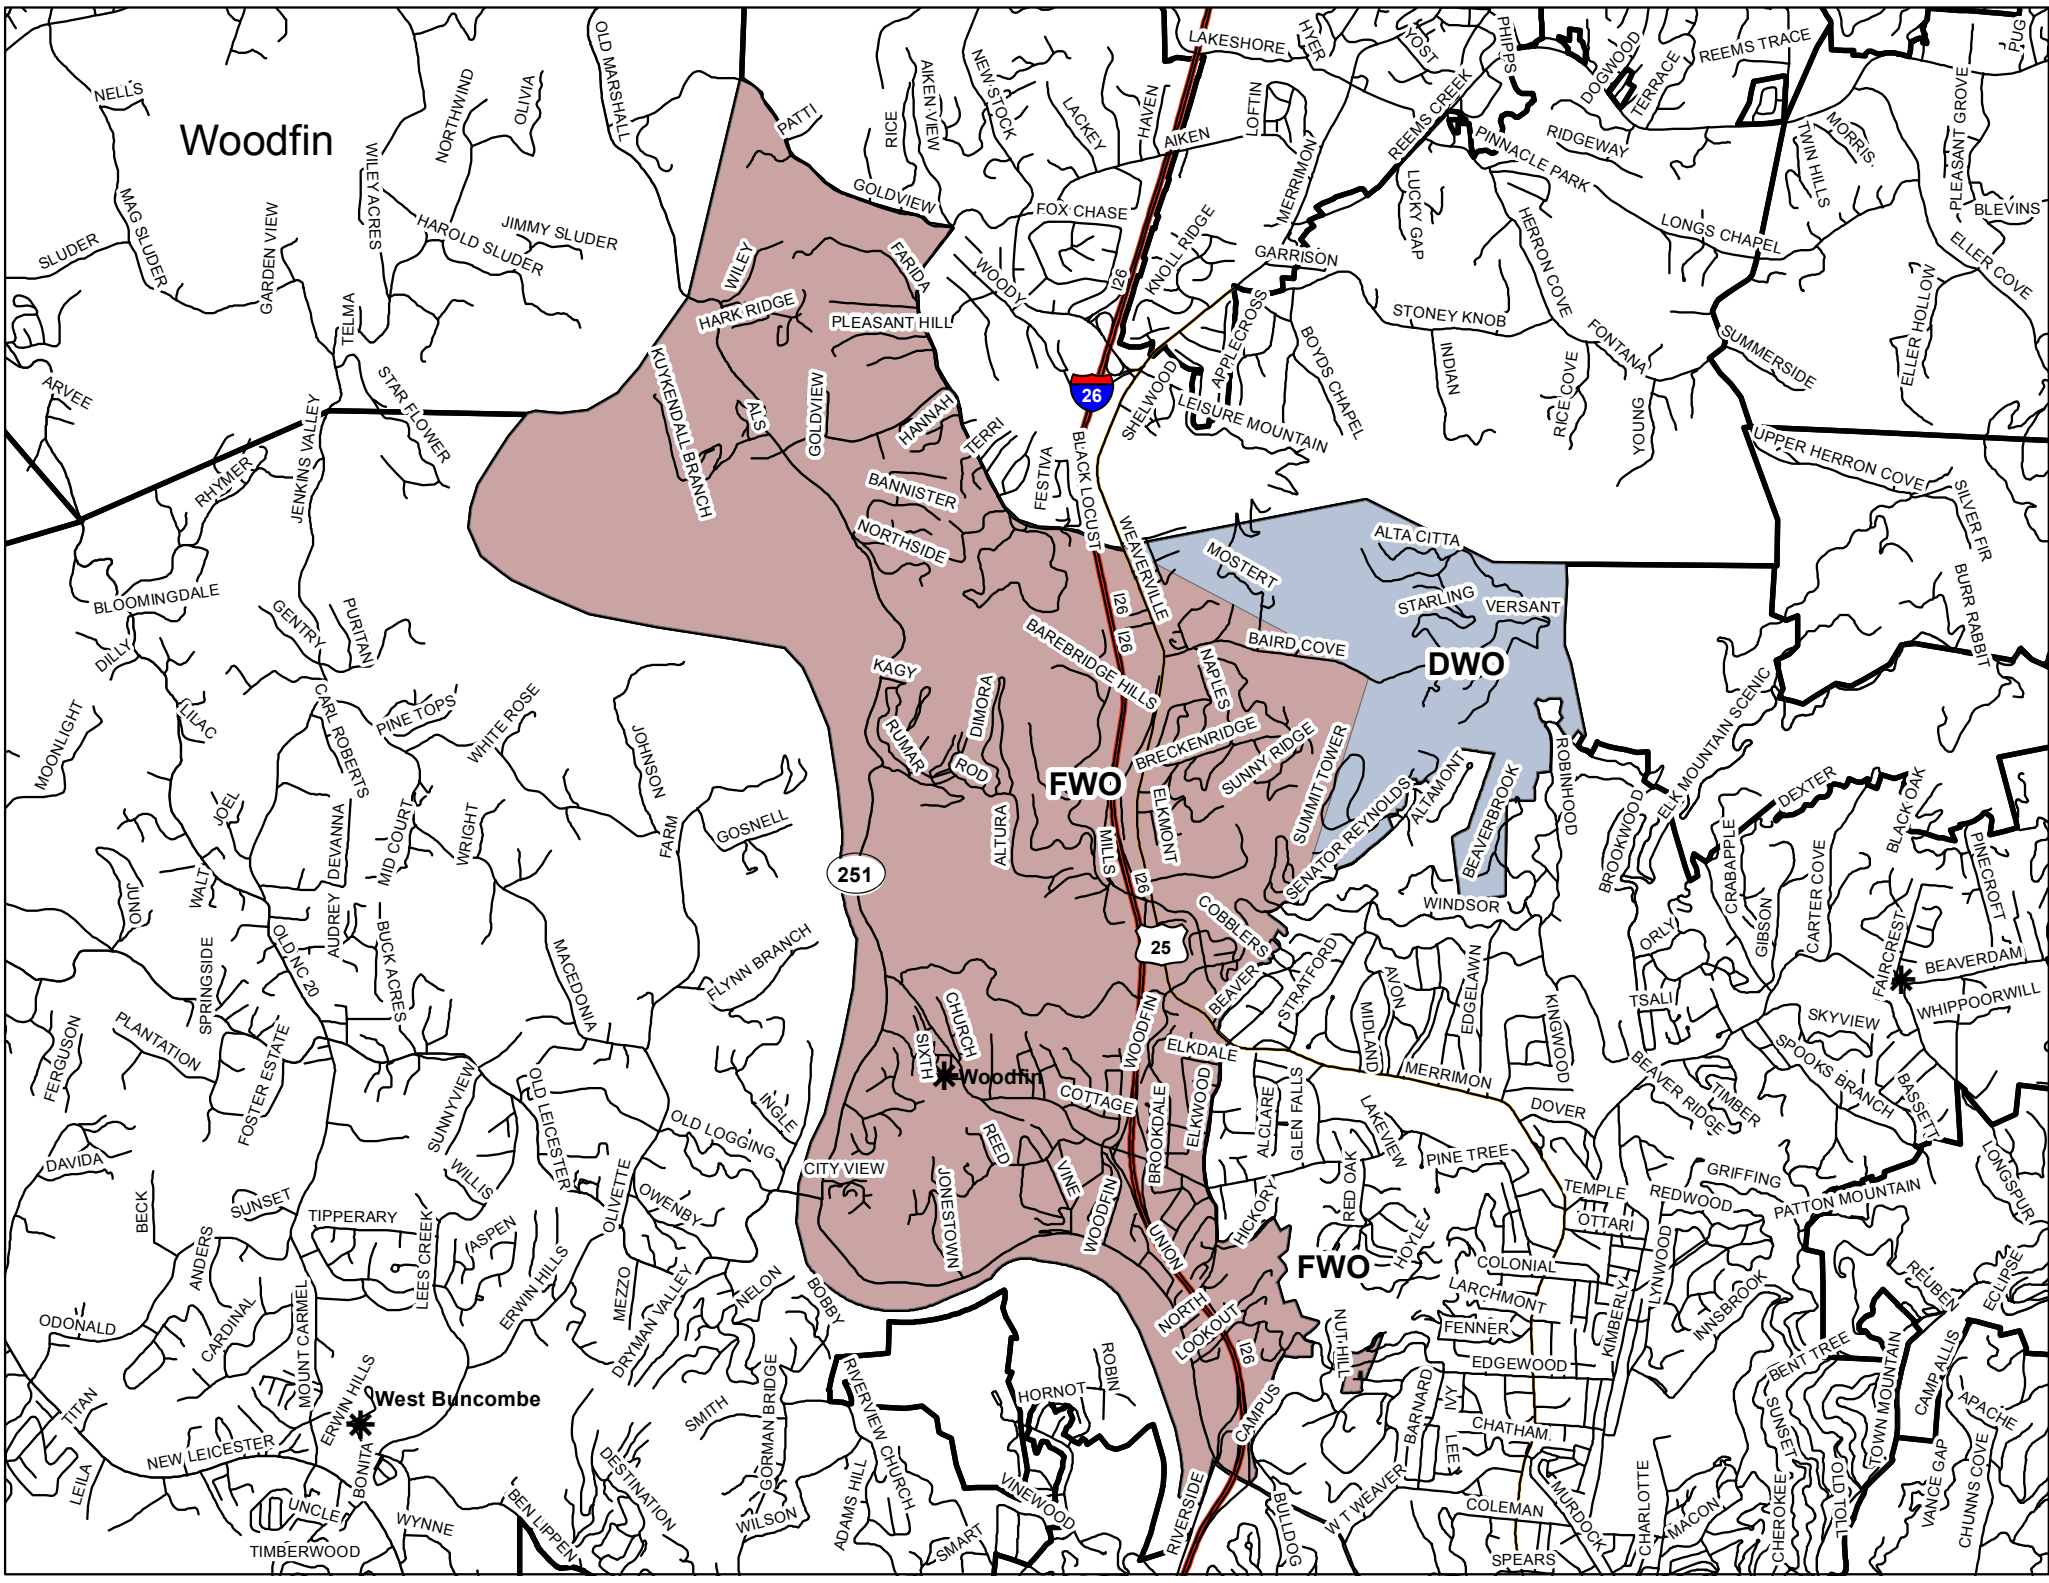 Woodfin
NELLS
NORTHWIND
OLIVIA
OLD MARSHALL
PATTI
RICE
AIKEN VIEW
NEW STOCK
LACKEY
HAVEN
AIKEN
LOFTIN
LAKESHORE
HYER
YOST
PHIPPS
DOGWOOD
TERRACE
REEMS TRACE
PUG
MERRIMON
REEMS CREEK
PINNACLE PARK
RIDGEWAY
TWIN HILLS
MORRIS
PLEASANT GROVE
BLEVINS
SLUDER
MAG SLUDER
GARDEN VIEW
WILEY ACRES
HAROLD SLUDER
JIMMY SLUDER
TELMA
WILEY
GOLDVIEW
FARIDA
FOX CHASE
WOODY
I26
KNOLL RIDGE
GARRISON
LUCKY GAP
HERRON COVE
LONGS CHAPEL
ELLER COVE
ELLER HOLLOW
HARK RIDGE
PLEASANT HILL
APPLECROSS
BOYDS CHAPEL
STONEY KNOB
INDIAN
FONTANA
RICE COVE
YOUNG
SUMMERSIDE
ARVEE
STAR FLOWER
JENKINS VALLEY
RHYMER
KUYKENDALL BRANCH
ALS
GOLDVIEW
HANNAH
TERRI
26
SHELWOOD
LEISURE MOUNTAIN
FESTIVA
BLACK LOCUST
WEAVERVILLE
BANNISTER
NORTHSIDE
UPPER HERRON COVE
SILVER FIR
BURR RABBIT
MOSTERT
ALTA CITTA
STARLING
VERSANT
BAIRD COVE
DWO
BLOOMINGDALE
DILLY
GENTRY
PURITAN
LILAC
MOONLIGHT
CARL ROBERTS
PINE TOPS
WHITE ROSE
JOHNSON
FARM
GOSNELL
KAGY
RUMAR
DIMORA
ROD
I26
I26
BAREBRIDGE HILLS
NAPLES
BRECKENRIDGE
SUNNY RIDGE
SUMMIT TOWER
FWO
ELKMONT
ALTURA
MILLS
I26
SENATOR REYNOLDS
ALTAMONT
BEAVERBROOK
ROBINHOOD
BROOKWOOD
ELK MOUNTAIN SCENIC
DEXTER
BLACK OAK
CRABAPPLE
GIBSON
CARTER COVE
PINECROFT
JOEL
AUDREY
DEVANNA
MID COURT
WRIGHT
251
JUNO
WALT
OLD NC 20
BUCK ACRES
SPRINGSIDE
MACEDONIA
FLYNN BRANCH
COBBLERS
25
WINDSOR
BEAVER
STRATFORD
AVON
MIDLAND
EDGELAWN
KINGWOOD
ORLY
TSALI
FAIRCREST
BEAVERDAM
WHIPPOORWILL
SKYVIEW
SPOOKS BRANCH
BASSETT
BEAVER RIDGE
TIMBER
FERGUSON
PLANTATION
FOSTER ESTATE
SUNNYVIEW
OLD LEICESTER
OLD LOGGING
INGLE
CHURCH
SIXTH
Woodfin
WOODFIN
ELKDALE
COTTAGE
BROOKDALE
ELKWOOD
ALCLARE
GLEN FALLS
LAKEVIEW
MERRIMON
DOVER
PINE TREE
GRIFFING
LONGSPUR
DAVIDA
BECK
SUNSET
ANDERS
TIPPERARY
WILLIS
ASPEN
LEES CREEK
OLIVETTE
OWENBY
CITY VIEW
JONESTOWN
REED
VINE
WOODFIN
UNION
HICKORY
RED OAK
HOYLE
FWO
TEMPLE
REDWOOD
PATTON MOUNTAIN
OTTARI
COLONIAL
LYNWOOD
KIMBERLY
INNSBROOK
REUBEN
ECLIPSE
ODONALD
CARDINAL
MOUNT CARMEL
ERWIN HILLS
MEZZO
DRYMAN VALLEY
NELON
BOBBY
NORTH
LOOKOUT
I26
NUTHILL
LARCHMONT
FENNER
EDGEWOOD
BENT TREE
TOWN MOUNTAIN
CAMP ALLIS
APACHE
TITAN
ERWIN HILLS
West Buncombe
NEW LEICESTER
LEILA
BONITA
UNCLE
WYNNE
TIMBERWOOD
BEN LIPPEN
DESTINATION
SMITH
GORMAN BRIDGE
WILSON
RIVERVIEW CHURCH
ADAMS HILL
SMART
HORNOT
ROBIN
VINEWOOD
RIVERSIDE
CAMPUS
BULLDOG
W T WEAVER
BARNARD
IVY
LEE
CHATHAM
COLEMAN
MURDOCK
SPEARS
CHARLOTTE
MACON
SUNSET
CHEROKEE
OLD TOLL
VANCE GAP
CHUNNS COVE